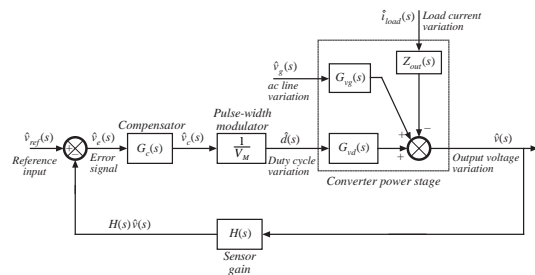 î_load(s) Load current
variation
Z_out(s)
v̂_g(s)
ac line
variation
G_vg(s)
Compensator
Pulse-width
modulator
v̂_ref(s)
Reference
input
+
−
v̂_e(s)
Error
signal
G_c(s)
v̂_c(s)
1
V_M
d̂(s)
Duty cycle
variation
G_vd(s)
+
+
−
v̂(s)
Output voltage
variation
Converter power stage
H(s)v̂(s)
H(s)
Sensor
gain